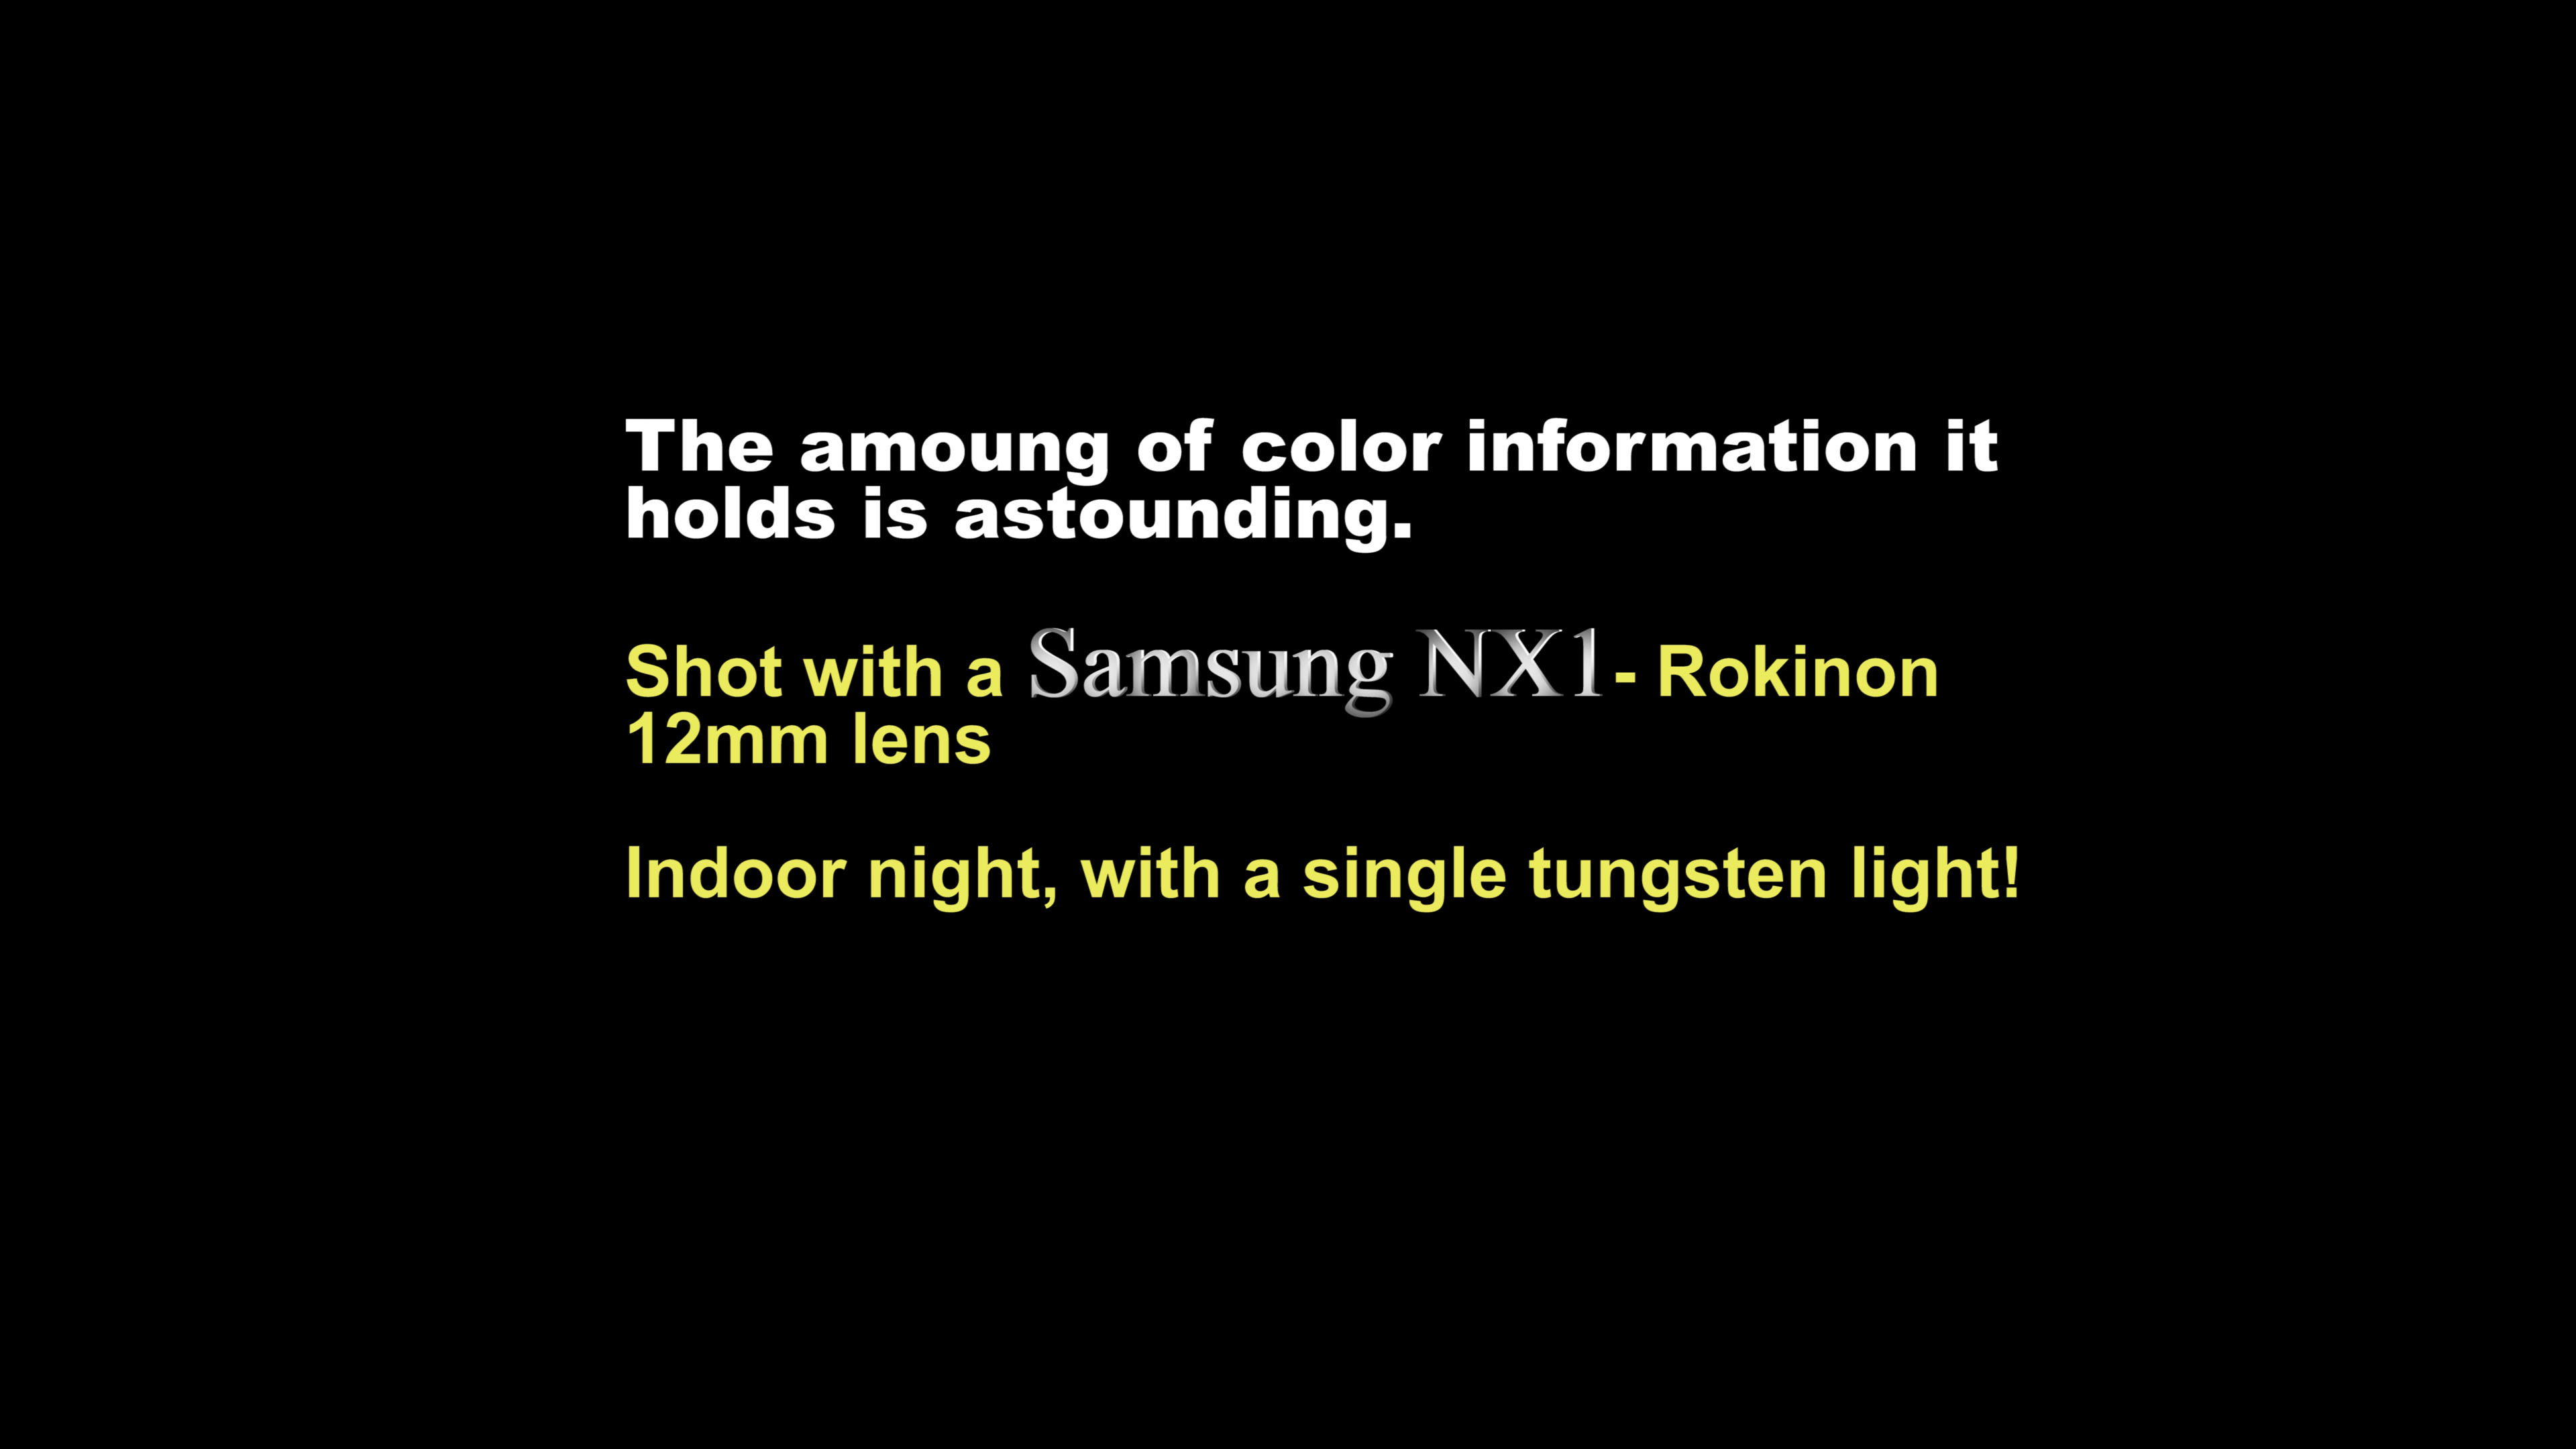 The amoung of color information it
holds is astounding.
Shot with a Samsung NX1- Rokinon
12mm lens
Indoor night, with a single tungsten light!